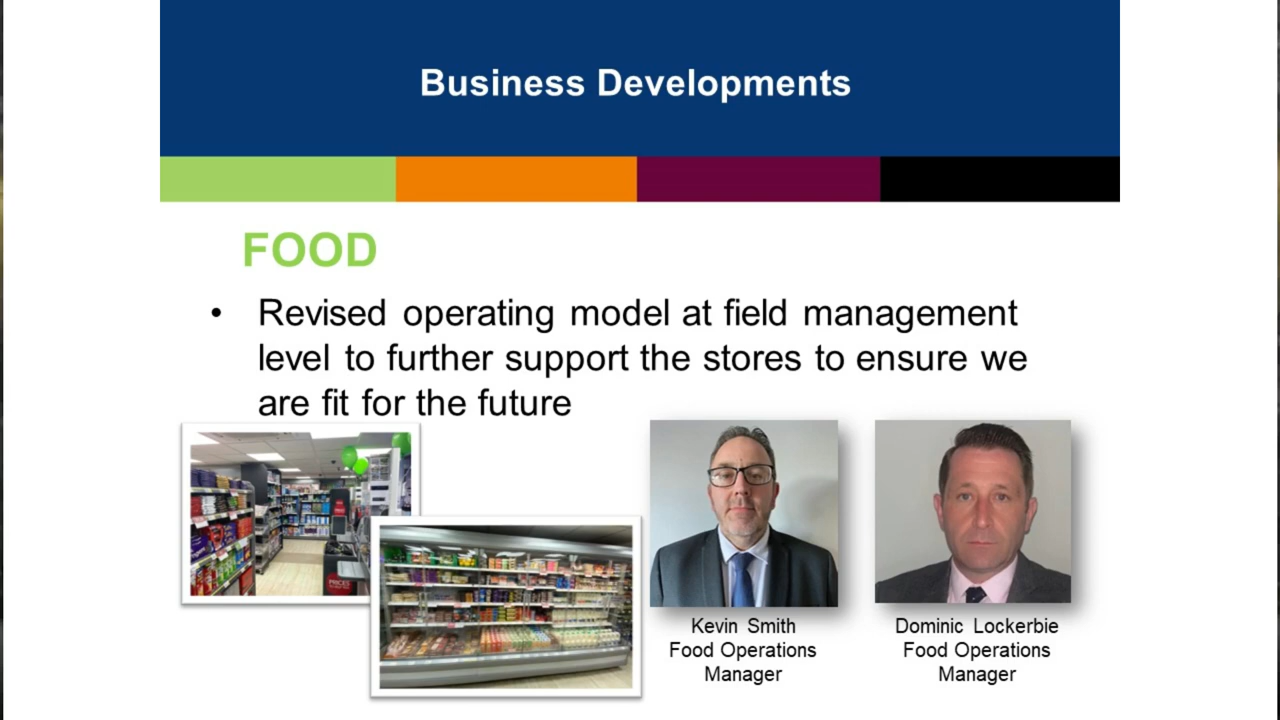 Business Developments
FOOD
• Revised operating model at field management
level to further support the stores to ensure we
are fit for the future
PRICES
Kevin Smith
Food Operations
Manager
Dominic Lockerbie
Food Operations
Manager